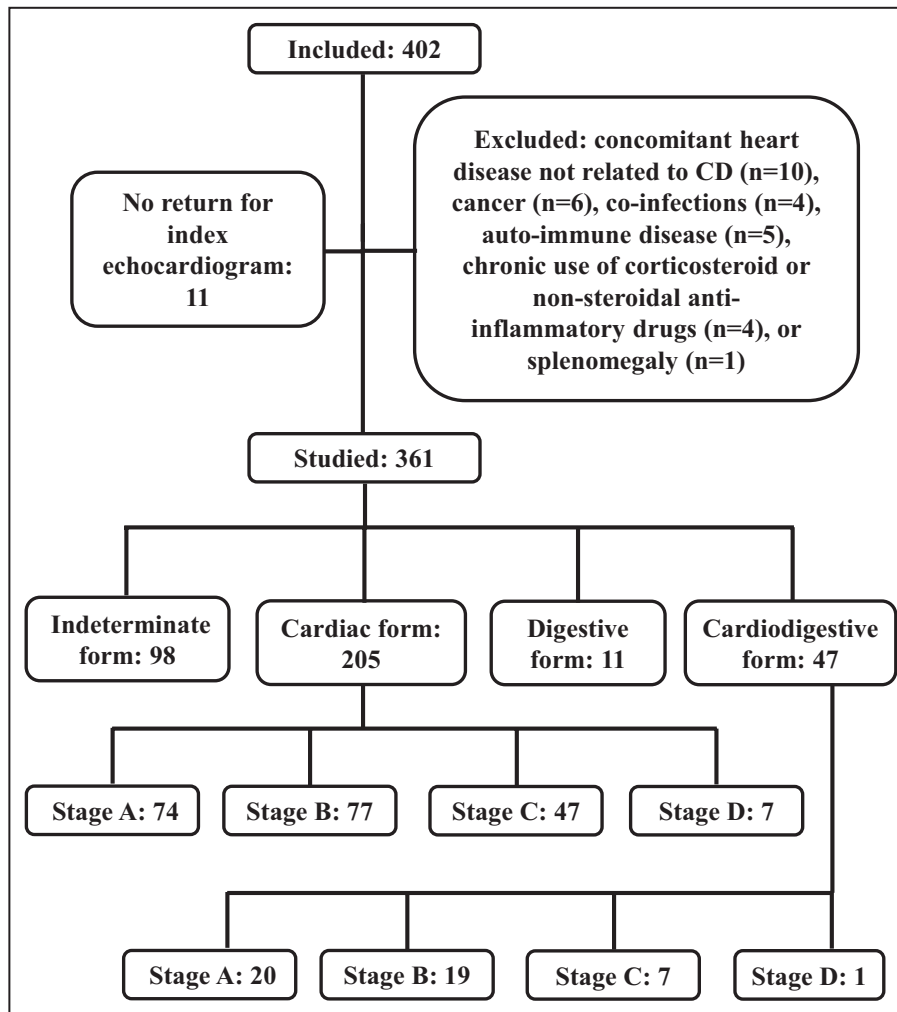 Included: 402
Excluded: concomitant heart
disease not related to CD (n=10),
cancer (n=6), co-infections (n=4),
auto-immune disease (n=5),
chronic use of corticosteroid or
non-steroidal anti-
inflammatory drugs (n=4), or
splenomegaly (n=1)
No return for
index
echocardiogram:
11
Studied: 361
Indeterminate
form: 98
Cardiac form:
205
Digestive
form: 11
Cardiodigestive
form: 47
Stage A: 74
Stage B: 77
Stage C: 47
Stage D: 7
Stage A: 20
Stage B: 19
Stage C: 7
Stage D: 1